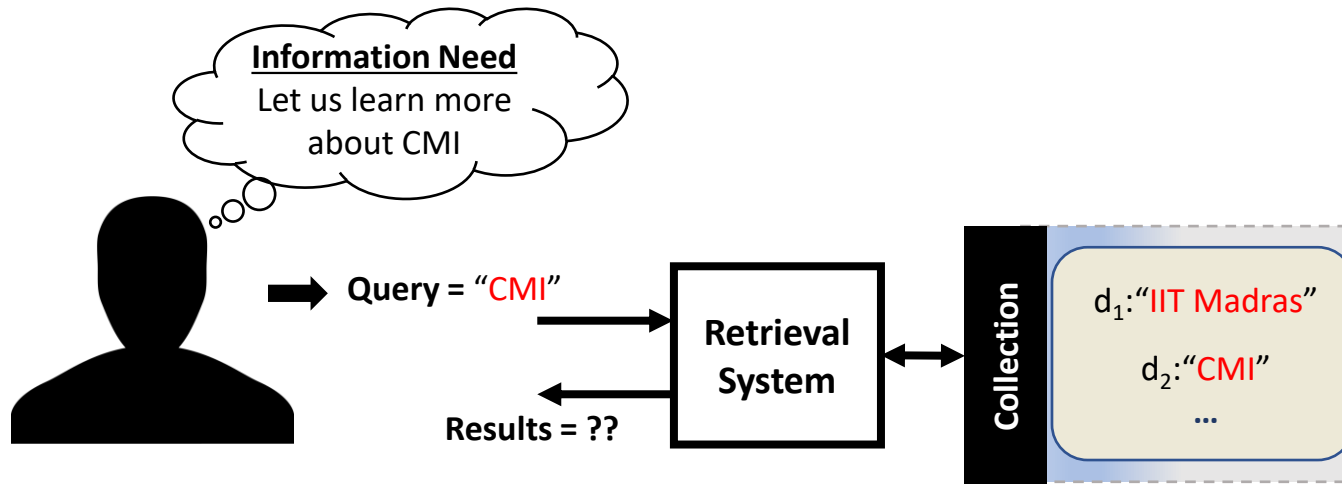 Information Need
Let us learn more
about CMI
Query = “CMI”
Results = ??
Retrieval
System
Collection
d₁:“IIT Madras”
d₂:“CMI”
…